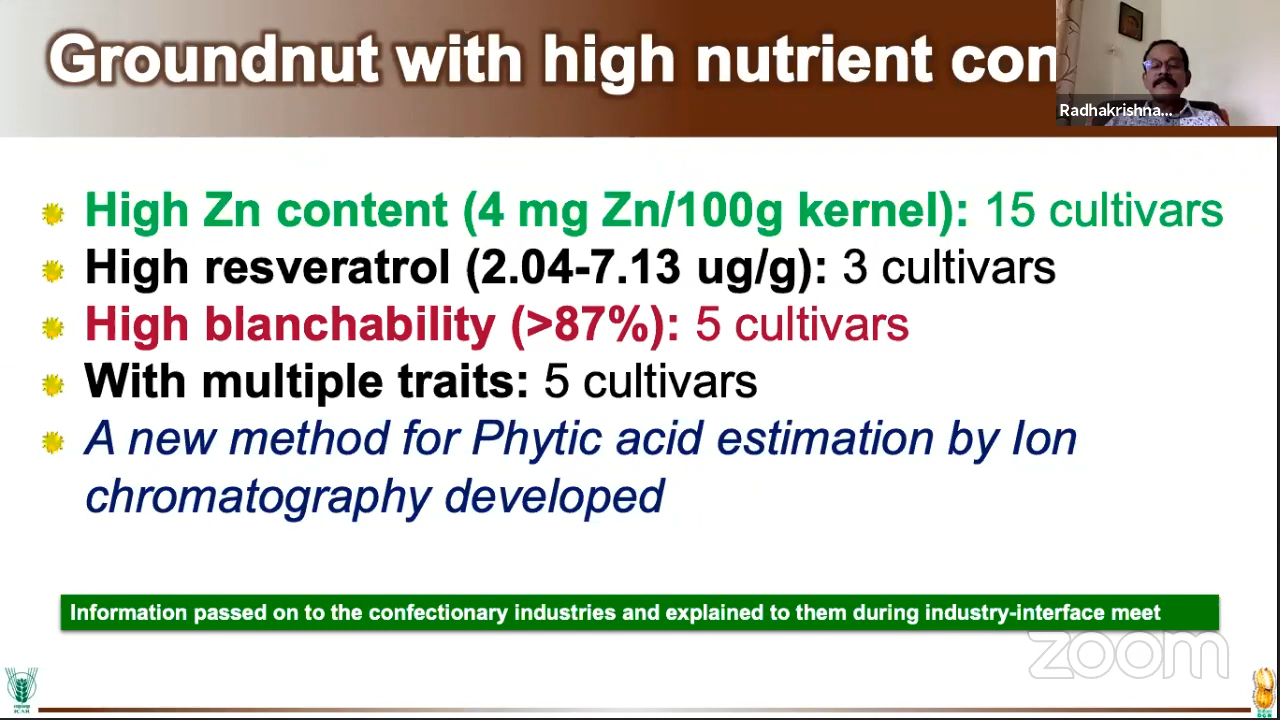 Groundnut with high nutrient con
Radhakrishna...
High Zn content (4 mg Zn/100g kernel): 15 cultivars
High resveratrol (2.04-7.13 ug/g): 3 cultivars
High blanchability (>87%): 5 cultivars
With multiple traits: 5 cultivars
A new method for Phytic acid estimation by Ion
chromatography developed
Information passed on to the confectionary industries and explained to them during industry-interface meet
zoom
ICAR